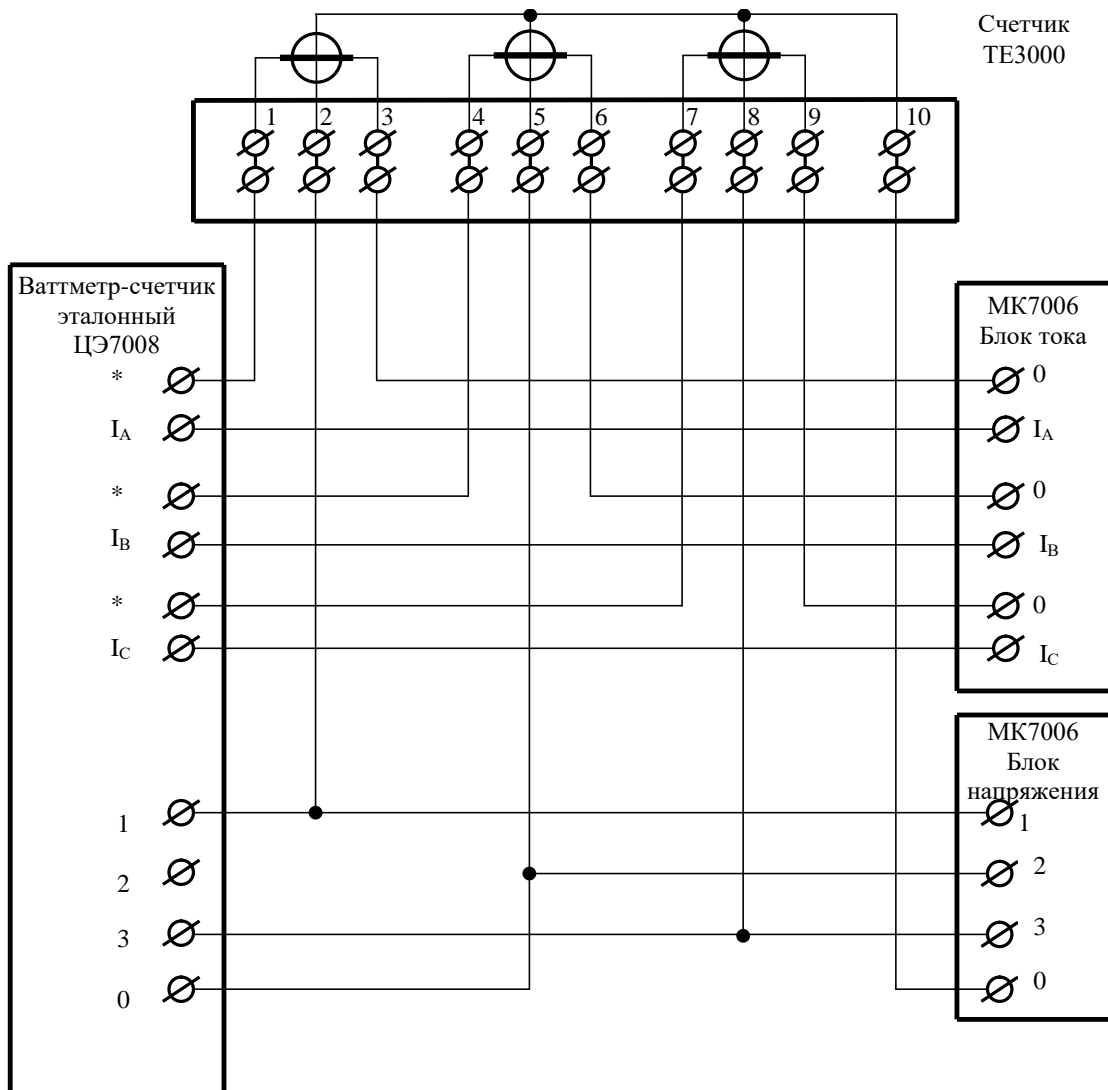 Счетчик
ТЕ3000
1 2 3 4 5 6 7 8 9 10
Ваттметр-счетчик
эталонный
ЦЭ7008
*
IA
*
IB
*
IC
1
2
3
0
МК7006
Блок тока
0
IA
0
IB
0
IC
МК7006
Блок
напряжения
1
2
3
0